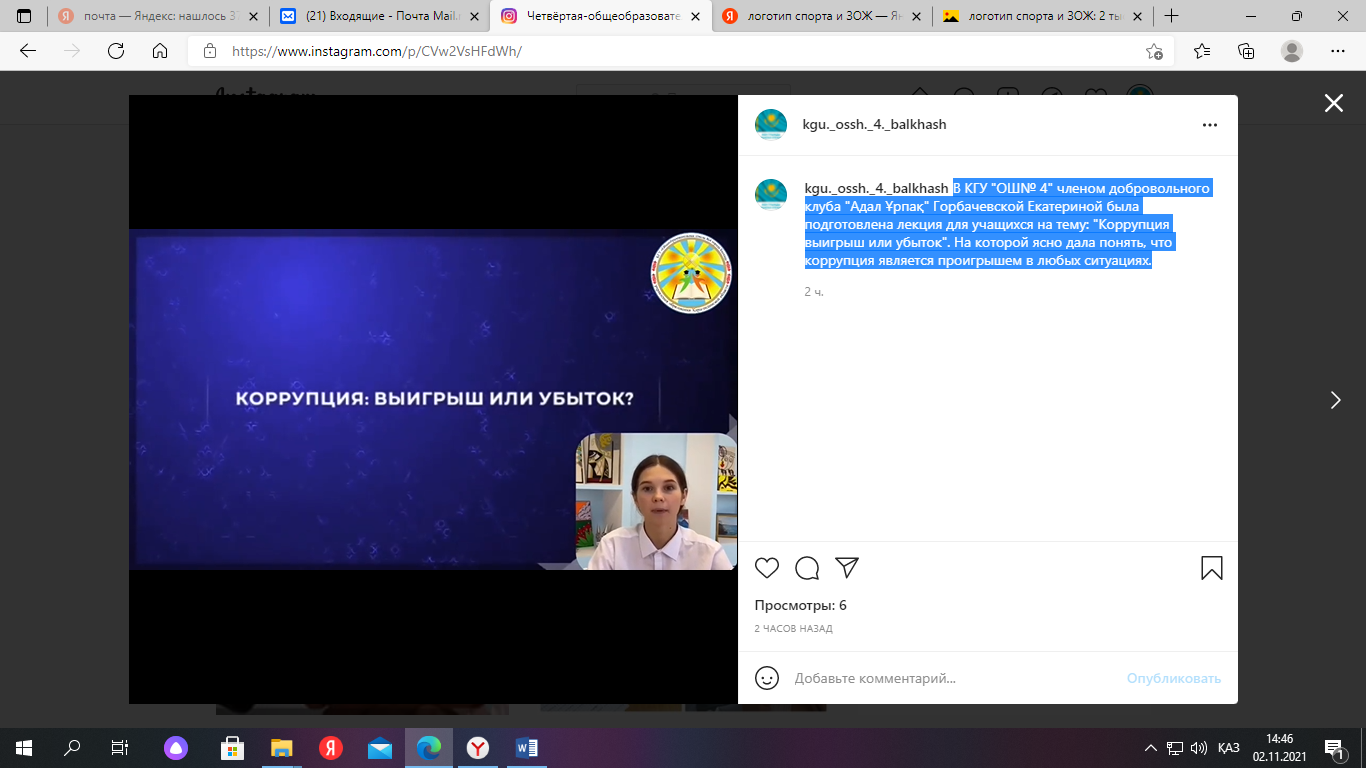 почта — Яндекс: нашлось 37
(21) Входящие - Почта Mail.r
Четвёртая-общеобразовате
логотип спорта и ЗОЖ — Ян
логотип спорта и ЗОЖ: 2 ты
https://www.instagram.com/p/CVw2VsHFdWh/
КОРРУПЦИЯ: ВЫИГРЫШ ИЛИ УБЫТОК?
kgu._ossh._4._balkhash
kgu._ossh._4._balkhash В КГУ "ОШ№ 4" членом добровольного
клуба "Адал Ұрпақ" Горбачевской Екатериной была
подготовлена лекция для учащихся на тему: "Коррупция
выигрыш или убыток". На которой ясно дала понять, что
коррупция является проигрышем в любых ситуациях.
2 ч.
Просмотры: 6
2 ЧАСОВ НАЗАД
Добавьте комментарий...
Опубликовать
ҚАЗ
14:46
02.11.2021
1